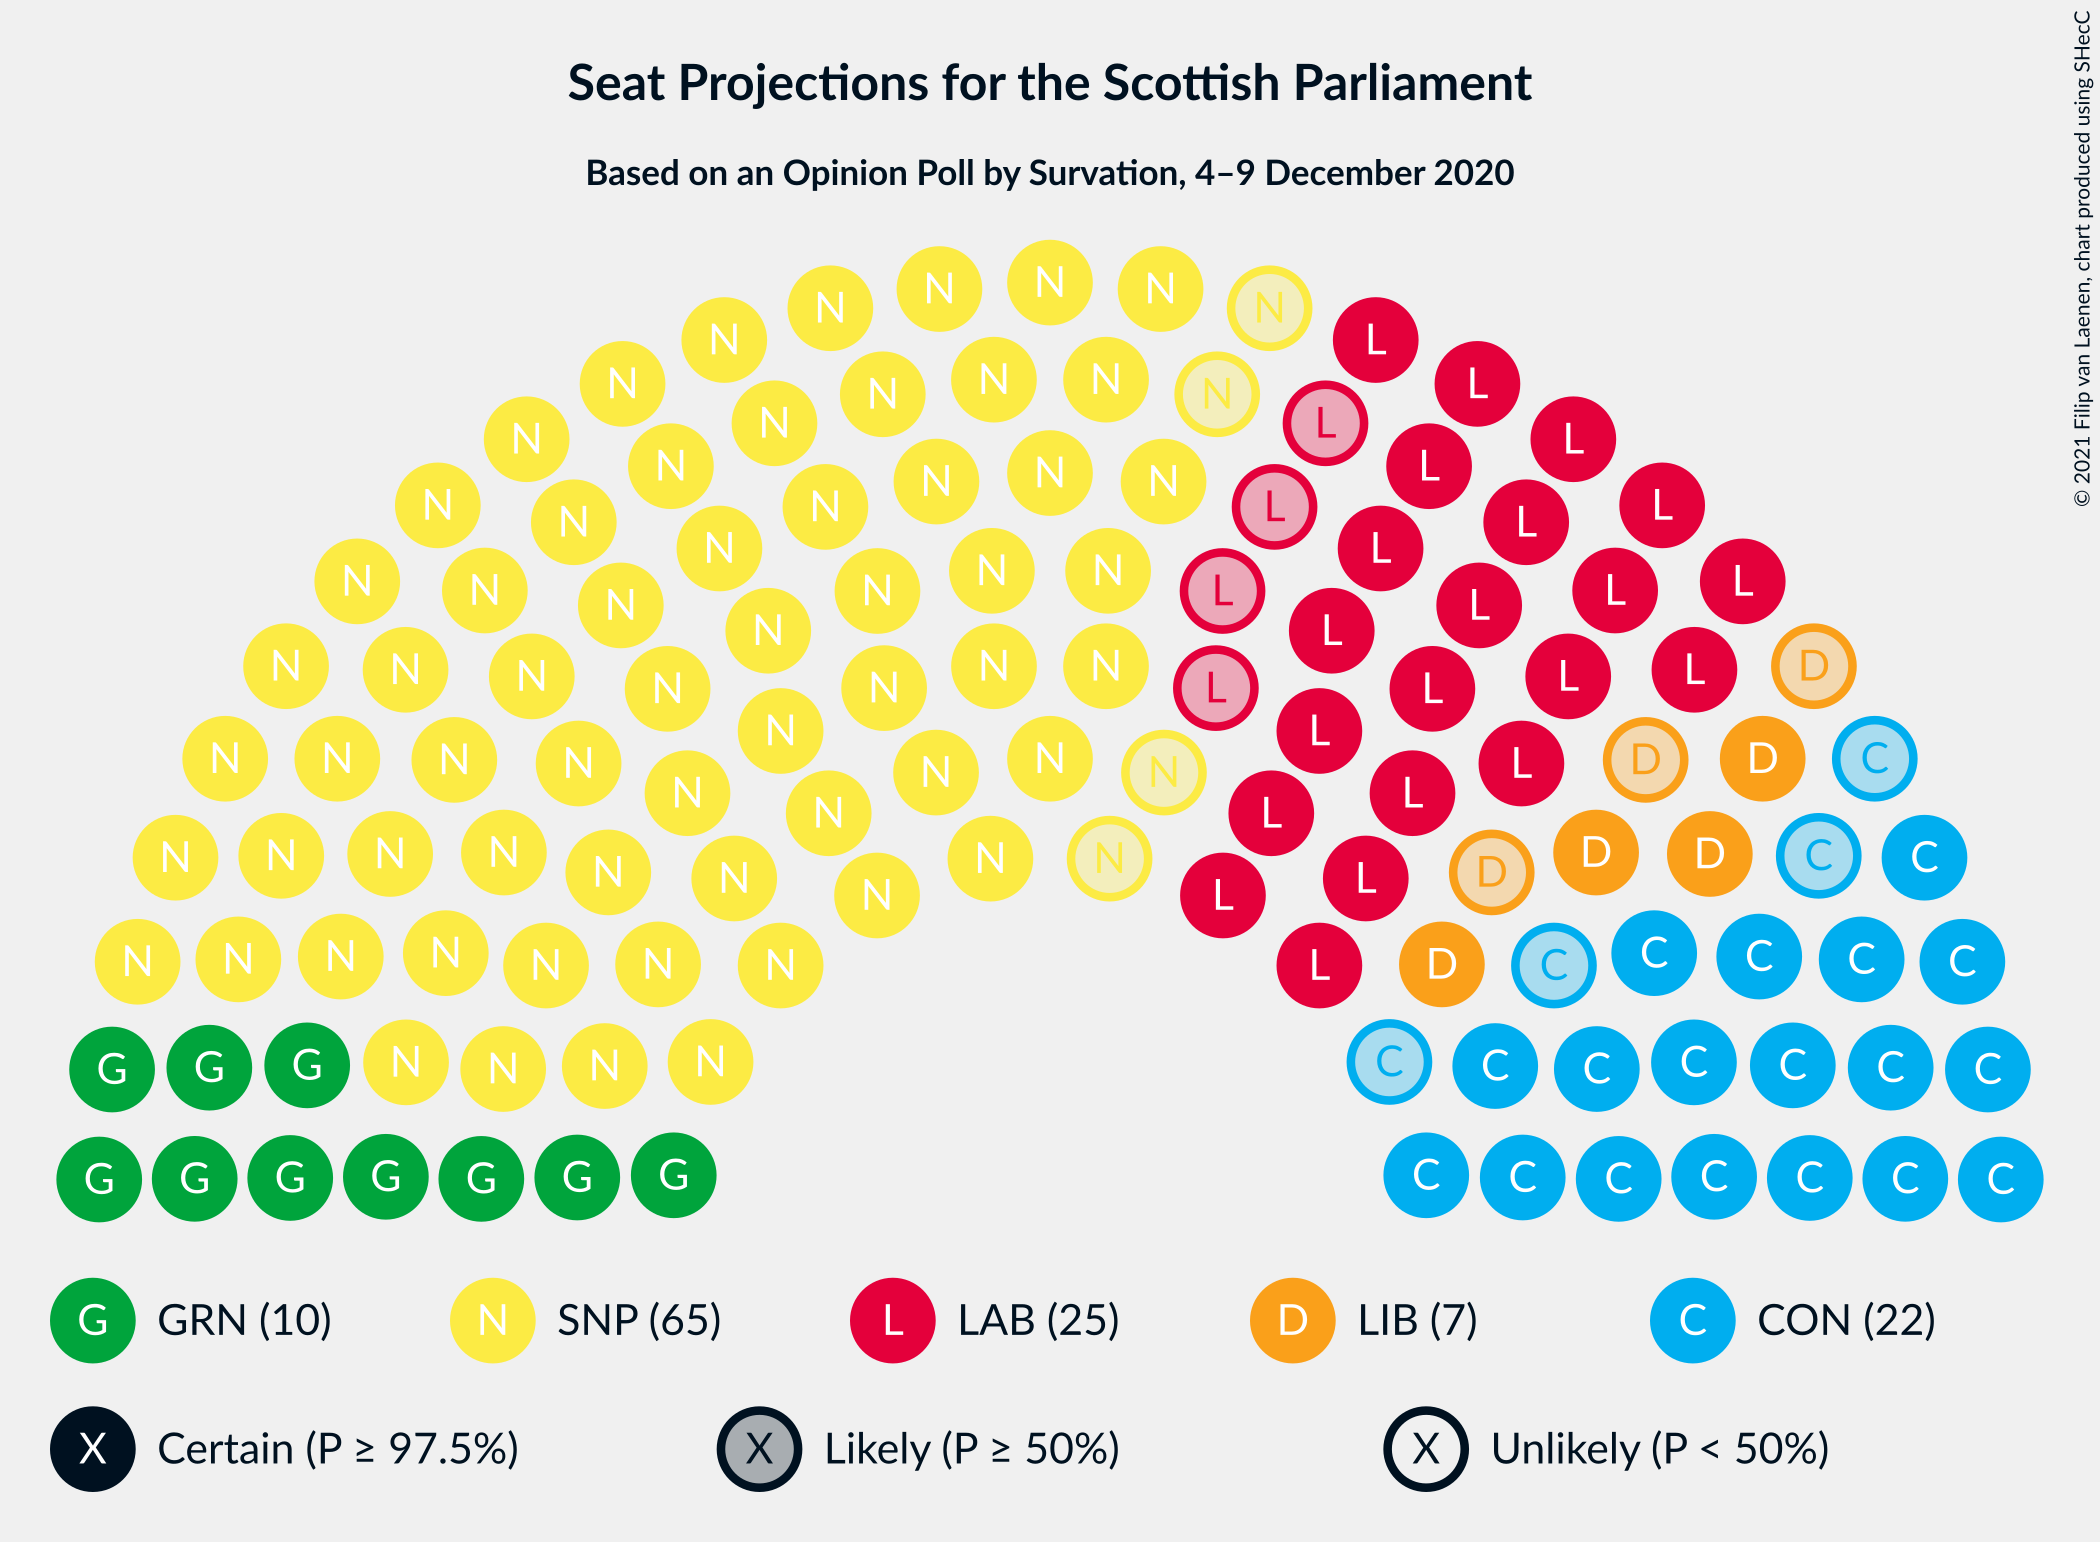 Seat Projections for the Scottish Parliament
Based on an Opinion Poll by Survation, 4–9 December 2020
© 2021 Filip van Laenen, chart produced using SHecC
N N N N N
N N N N N N L
N N N N L L
N N N N N N L L
N N N N L L L
N N N N L L
N N N N N L L L
N N N N L L
N N N N N N L L L
N N N N N N L L D
N N N N L L
N N N N N N L D D C
N N N L L
N N N N N N N N L L D D D C C
N N N N N N N L D C C C C C
G G G N N N N C C C C C C C
G G G G G G G C C C C C C C
G GRN (10) N SNP (65) L LAB (25) D LIB (7) C CON (22)
X Certain (P ≥ 97.5%) X Likely (P ≥ 50%) X Unlikely (P < 50%)